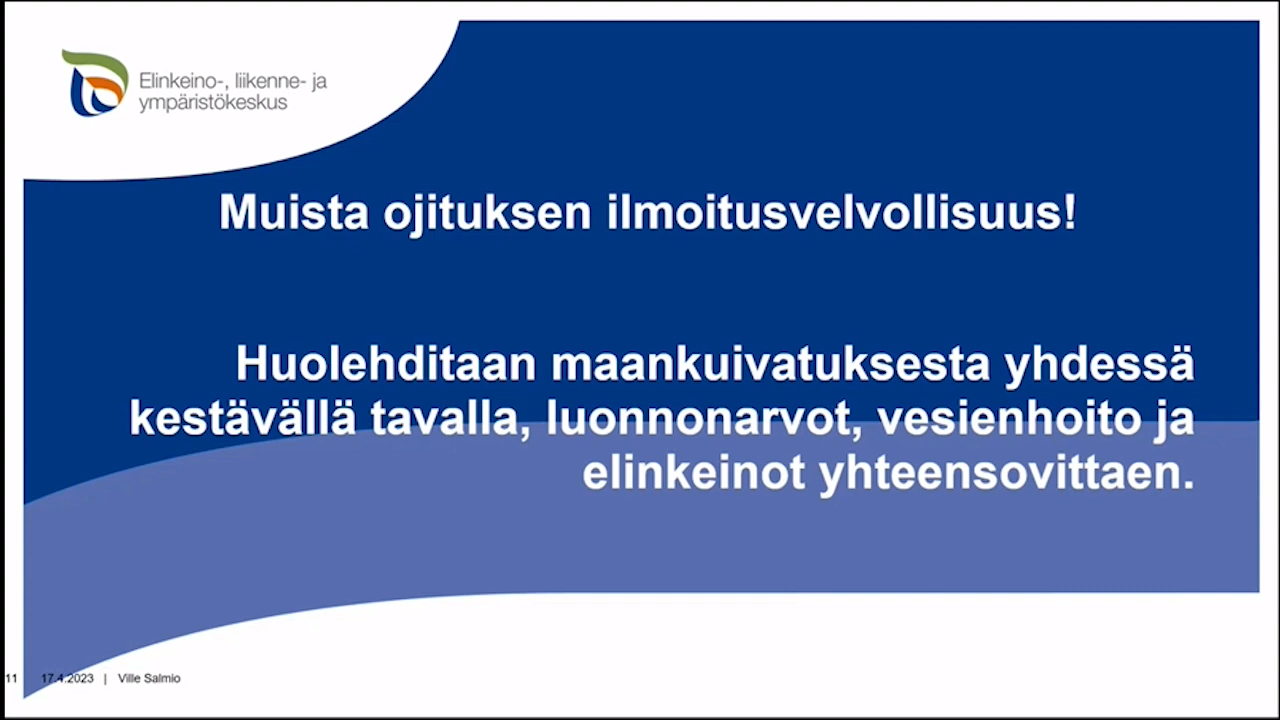 Elinkeino-, liikenne- ja
ympäristökeskus
Muista ojituksen ilmoitusvelvollisuus!
Huolehditaan maankuivatuksesta yhdessä
kestävällä tavalla, luonnonarvot, vesienhoito ja
elinkeinot yhteensovittaen.
11 17.4.2023 | Ville Salmio